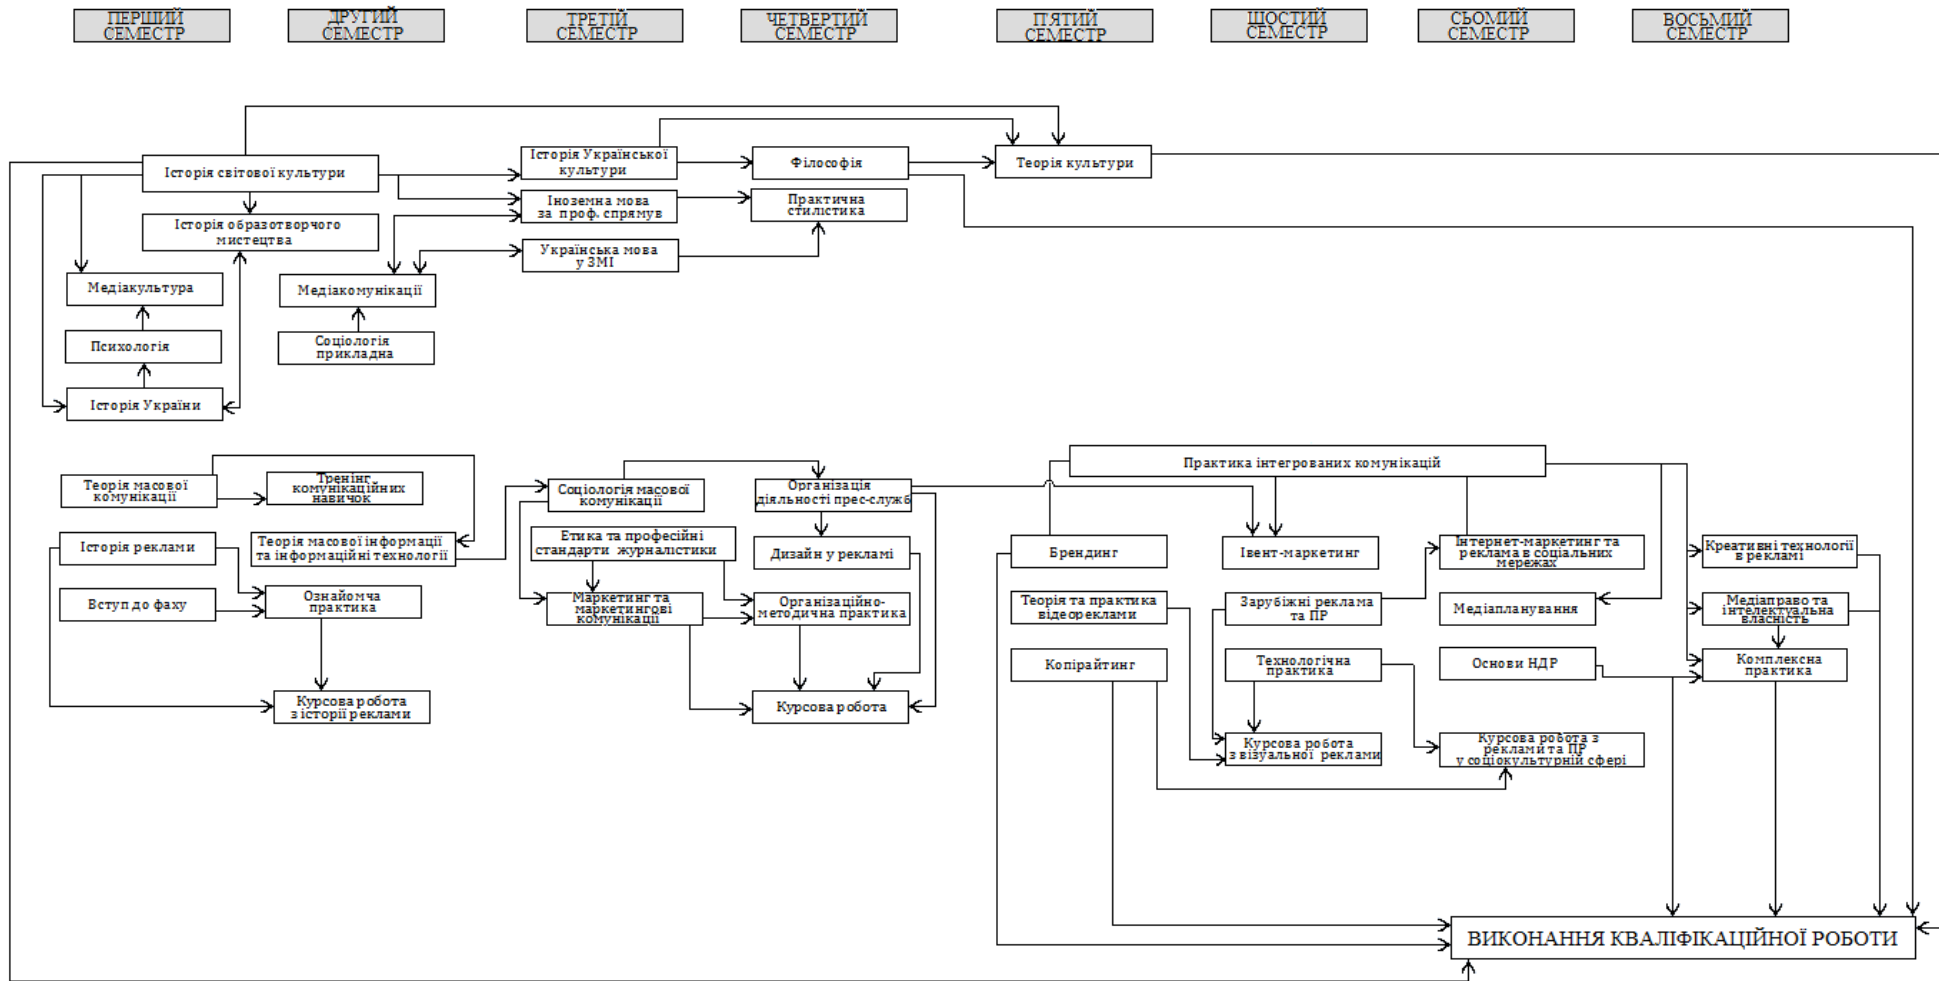 ПЕРШИЙ
СЕМЕСТР
ДРУГИЙ
СЕМЕСТР
ТРЕТІЙ
СЕМЕСТР
ЧЕТВЕРТИЙ
СЕМЕСТР
П'ЯТИЙ
СЕМЕСТР
ШОСТИЙ
СЕМЕСТР
СЬОМИЙ
СЕМЕСТР
ВОСЬМИЙ
СЕМЕСТР
Історія світової культури
Історія Української
культури
Філософія
Теорія культури
Іноземна мова
за проф. спрямув
Практична
стилістика
Історія образотворчого
мистецтва
Українська мова
у ЗМІ
Медіакультура
Медіакомунікації
Психологія
Соціологія
прикладна
Історія України
Теорія масової
комунікації
Тренінг
комунікаційних
навичок
Соціологія масової
комунікації
Організація
діяльності прес-служб
Практика інтегрованих комунікацій
Історія реклами
Теорія масової інформації
та інформаційні технології
Етика та професійні
стандарти журналістики
Дизайн у рекламі
Брендинг
Івент-маркетинг
Інтернет-маркетинг та
реклама в соціальних
мережах
Креативні технології
в рекламі
Вступ до фаху
Ознайомча
практика
Маркетинг та
маркетингові
комунікації
Організаційно-
методична практика
Теорія та практика
відеореклами
Зарубіжні реклама
та ПР
Медіапланування
Медіаправо та
інтелектуальна
власність
Копірайтинг
Технологічна
практика
Основи НДР
Комплексна
практика
Курсова робота
з історії реклами
Курсова робота
Курсова робота
з візуальної реклами
Курсова робота з
реклами та ПР
у соціокультурній сфері
ВИКОНАННЯ КВАЛІФІКАЦІЙНОЇ РОБОТИ